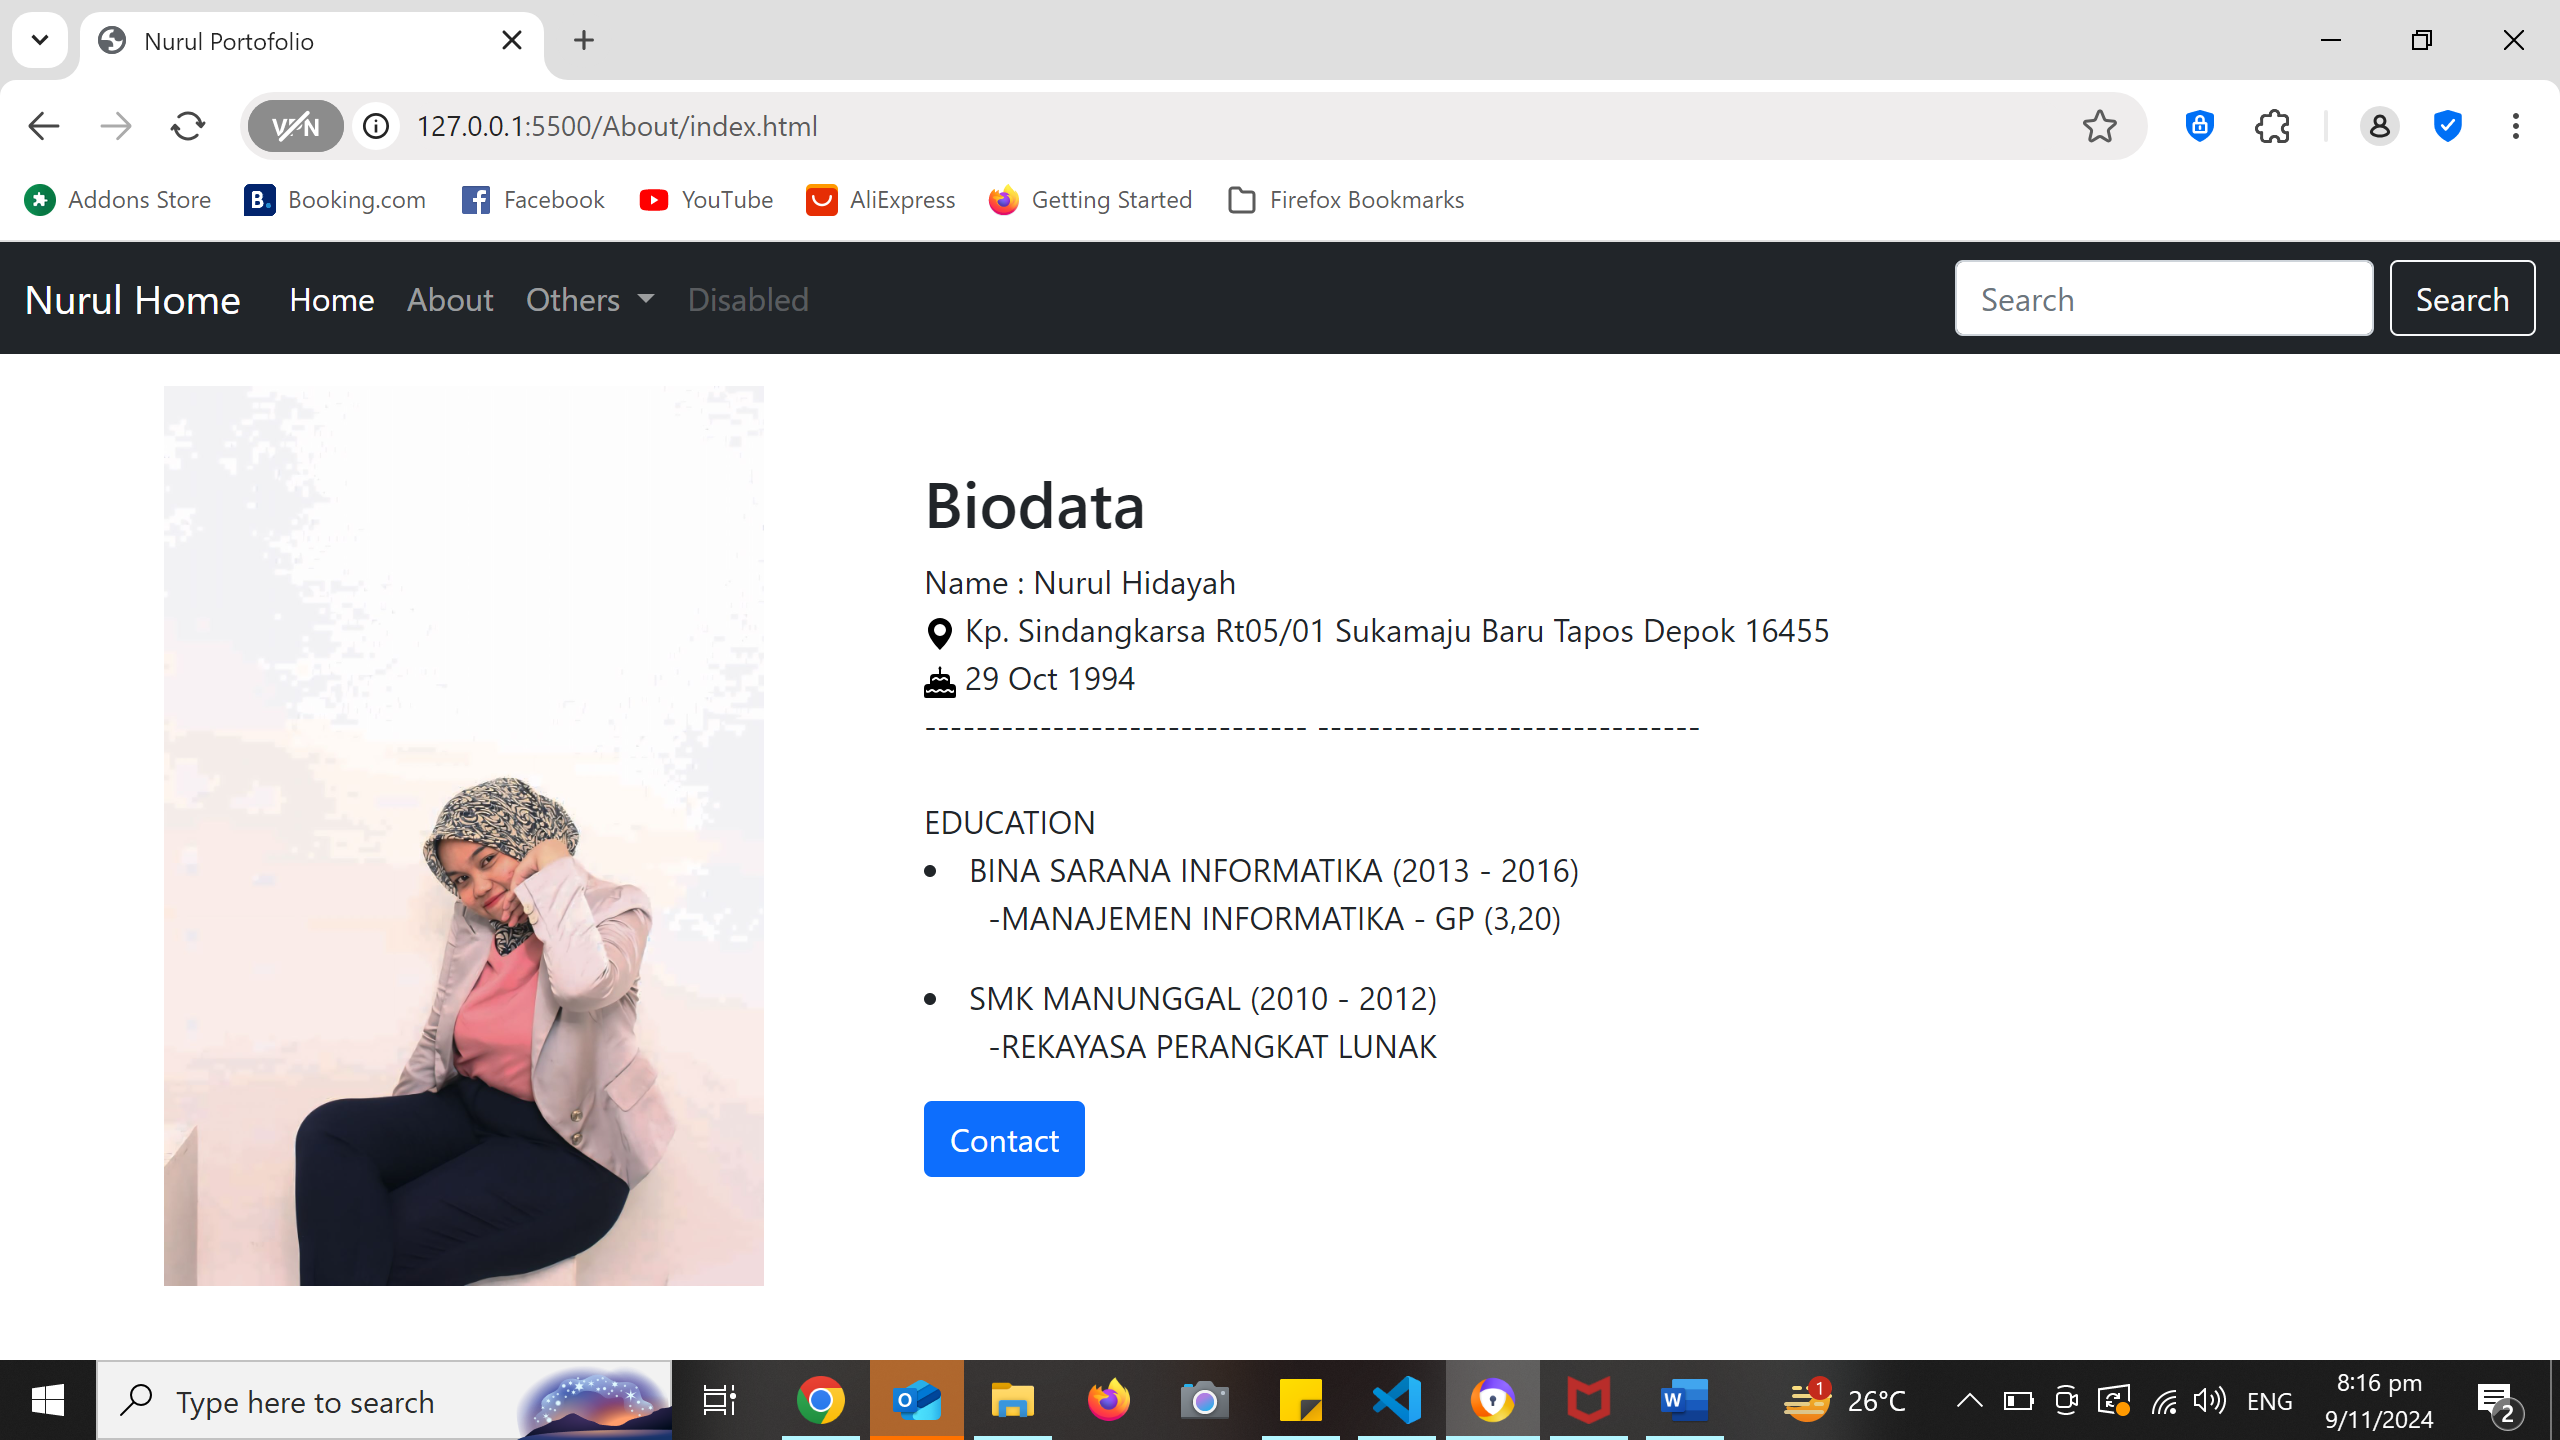 Nurul Portofolio
VPN
127.0.0.1:5500/About/index.html
Addons Store
B. Booking.com
Facebook
YouTube
AliExpress
Getting Started
Firefox Bookmarks
Nurul Home
Home
About
Others
Disabled
Search
Search
Biodata
Name : Nurul Hidayah
Kp. Sindangkarsa Rt05/01 Sukamaju Baru Tapos Depok 16455
29 Oct 1994
------------------------------ ------------------------------
EDUCATION
• BINA SARANA INFORMATIKA (2013 - 2016)
-MANAJEMEN INFORMATIKA - GP (3,20)
• SMK MANUNGGAL (2010 - 2012)
-REKAYASA PERANGKAT LUNAK
Contact
Type here to search
1
26°C
ENG
8:16 pm
9/11/2024
2